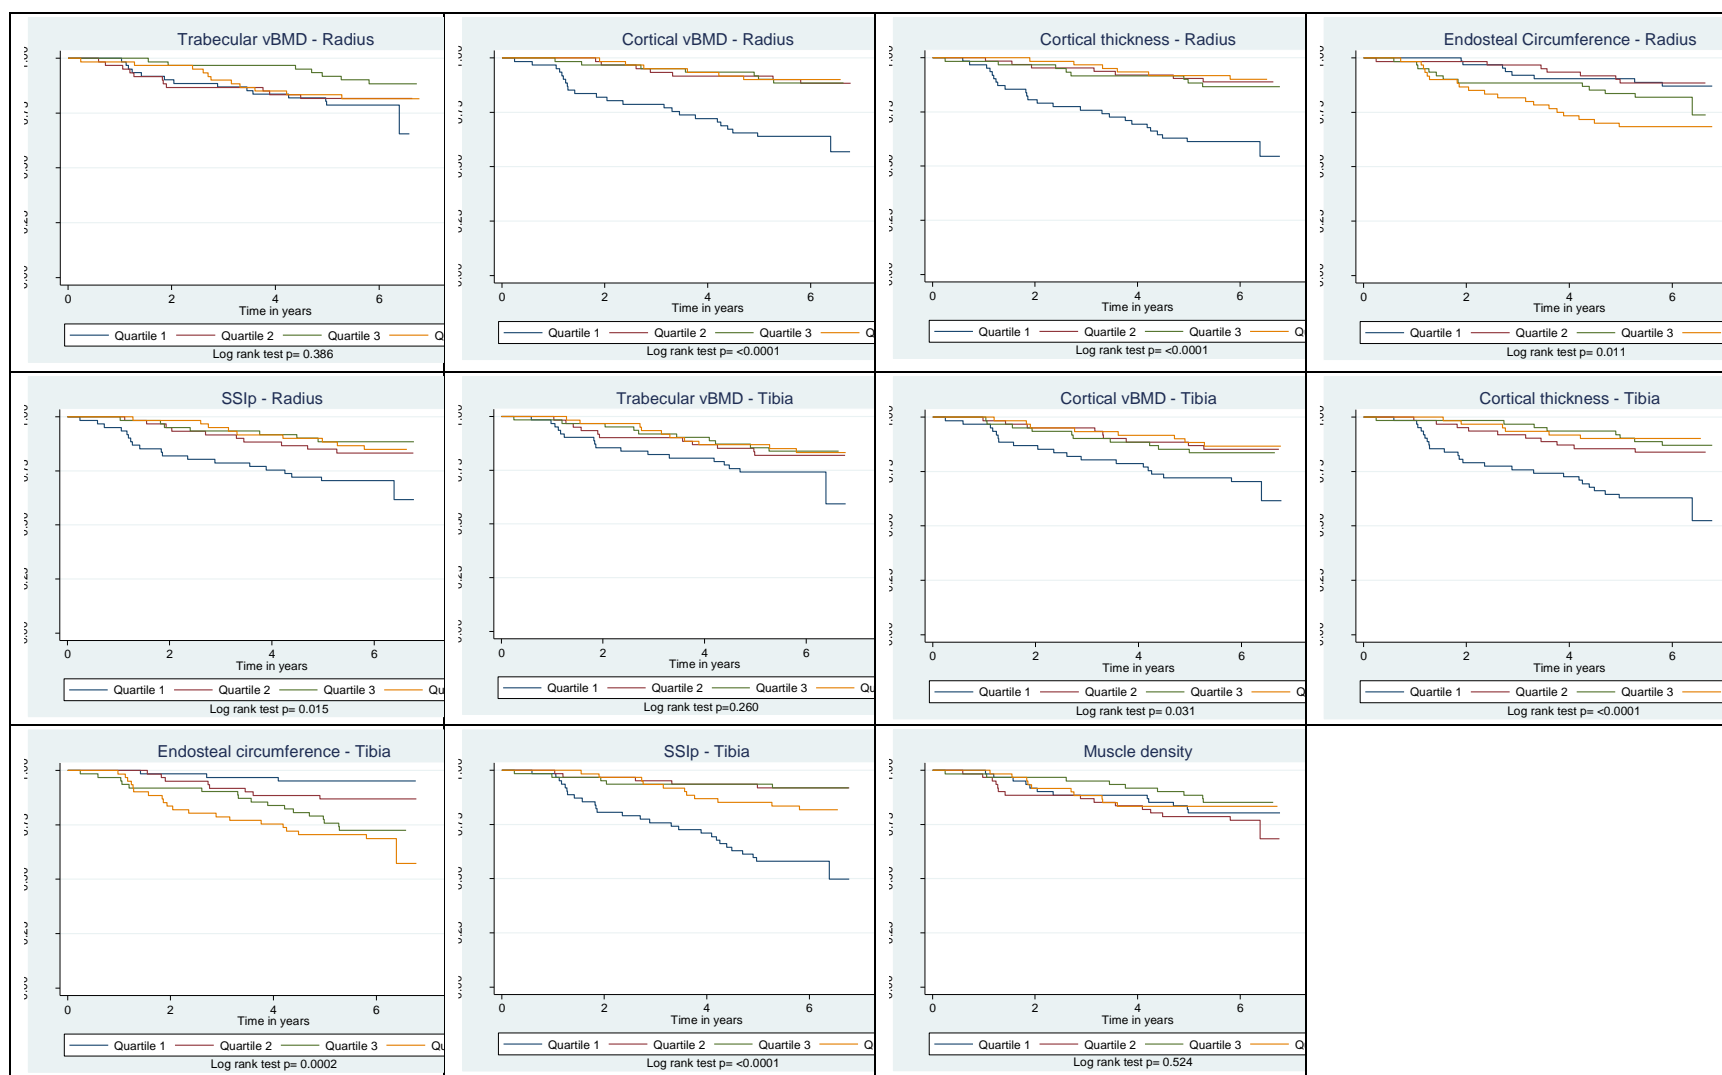 Trabecular vBMD - Radius
0 2 4 6
Time in years
Quartile 1 Quartile 2 Quartile 3 Q
Log rank test p= 0.386
Cortical vBMD - Radius
0 2 4 6
Time in years
Quartile 1 Quartile 2 Quartile 3 Q
Log rank test p= <0.0001
Cortical thickness - Radius
0 2 4 6
Time in years
Quartile 1 Quartile 2 Quartile 3 Q
Log rank test p= <0.0001
Endosteal Circumference - Radius
0 2 4 6
Time in years
Quartile 1 Quartile 2 Quartile 3
Log rank test p= 0.011
SSIp - Radius
0 2 4 6
Time in years
Quartile 1 Quartile 2 Quartile 3 Qu
Log rank test p= 0.015
Trabecular vBMD - Tibia
0 2 4 6
Time in years
Quartile 1 Quartile 2 Quartile 3 Qu
Log rank test p=0.260
Cortical vBMD - Tibia
0 2 4 6
Time in years
Quartile 1 Quartile 2 Quartile 3 Q
Log rank test p= 0.031
Cortical thickness - Tibia
0 2 4 6
Time in years
Quartile 1 Quartile 2 Quartile 3
Log rank test p= <0.0001
Endosteal circumference - Tibia
0 2 4 6
Time in years
Quartile 1 Quartile 2 Quartile 3 Qu
Log rank test p= 0.0002
SSIp - Tibia
0 2 4 6
Time in years
Quartile 1 Quartile 2 Quartile 3 Q
Log rank test p= <0.0001
Muscle density
0 2 4 6
Time in years
Quartile 1 Quartile 2 Quartile 3 Q
Log rank test p= 0.524